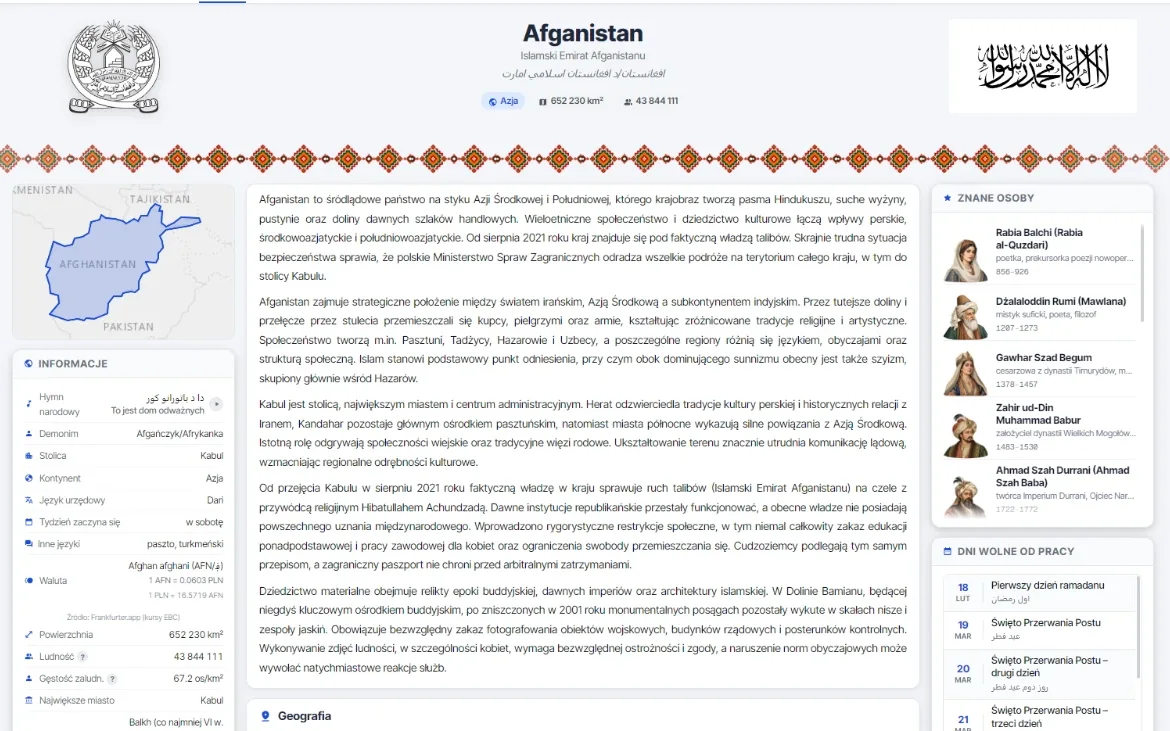 Afganistan
Islamski Emirat Afganistanu
افغانستان/د افغانستان اسلامي امارت
Azja
652 230 km²
43 844 111
لا إله إلا الله محمد رسول الله
MENISTAN
TAJIKISTAN
AFGHANISTAN
PAKISTAN
INFORMACJE
Hymn narodowy
دا د باتورانو کور
To jest dom odważnych
Demonim
Afgańczyk/Afrykanka
Stolica
Kabul
Kontynent
Azja
Język urzędowy
Dari
Tydzień zaczyna się
w sobotę
Inne języki
paszto, turkmeński
Waluta
Afghan afghani (AFN/؋)
1 AFN = 0.0603 PLN
1 PLN = 16.5719 AFN
Źródło: Frankfurter.app (kursy EBC)
Powierzchnia
652 230 km²
Ludność ?
43 844 111
Gęstość zaludn. ?
67.2 os/km²
Największe miasto
Kabul
Balkh (co najmniej VI w.
Afganistan to śródlądowe państwo na styku Azji Środkowej i Południowej, którego krajobraz tworzą pasma Hindukuszu, suche wyżyny,
pustynie oraz doliny dawnych szlaków handlowych. Wieloetniczne społeczeństwo i dziedzictwo kulturowe łączą wpływy perskie,
środkowoazjatyckie i południowoazjatyckie. Od sierpnia 2021 roku kraj znajduje się pod faktyczną władzą talibów. Skrajnie trudna sytuacja
bezpieczeństwa sprawia, że polskie Ministerstwo Spraw Zagranicznych odradza wszelkie podróże na terytorium całego kraju, w tym do
stolicy Kabulu.
Afganistan zajmuje strategiczne położenie między światem irańskim, Azją Środkową a subkontynentem indyjskim. Przez tutejsze doliny i
przełęcze przez stulecia przemieszczali się kupcy, pielgrzymi oraz armie, kształtując zróżnicowane tradycje religijne i artystyczne.
Społeczeństwo tworzą m.in. Pasztuni, Tadżycy, Hazarowie i Uzbecy, a poszczególne regiony różnią się językiem, obyczajami oraz
strukturą społeczną. Islam stanowi podstawowy punkt odniesienia, przy czym obok dominującego sunnizmu obecny jest także szyizm,
skupiony głównie wśród Hazarów.
Kabul jest stolicą, największym miastem i centrum administracyjnym. Herat odzwierciedla tradycje kultury perskiej i historycznych relacji z
Iranem, Kandahar pozostaje głównym ośrodkiem pasztuńskim, natomiast miasta północne wykazują silne powiązania z Azją Środkową.
Istotną rolę odgrywają społeczności wiejskie oraz tradycyjne więzi rodowe. Ukształtowanie terenu znacznie utrudnia komunikację lądową,
wzmacniając regionalne odrębności kulturowe.
Od przejęcia Kabulu w sierpniu 2021 roku faktyczną władzę w kraju sprawuje ruch talibów (Islamski Emirat Afganistanu) na czele z
przywódcą religijnym Hibatullahem Achundzadą. Dawne instytucje republikańskie przestały funkcjonować, a obecne władze nie posiadają
powszechnego uznania międzynarodowego. Wprowadzono rygorystyczne restrykcje społeczne, w tym niemal całkowity zakaz edukacji
ponadpodstawowej i pracy zawodowej dla kobiet oraz ograniczenia swobody przemieszczania się. Cudzoziemcy podlegają tym samym
przepisom, a zagraniczny paszport nie chroni przed arbitralnymi zatrzymaniami.
Dziedzictwo materialne obejmuje relikty epoki buddyjskiej, dawnych imperiów oraz architektury islamskiej. W Dolinie Bamianu, będącej
niegdyś kluczowym ośrodkiem buddyjskim, po zniszczonych w 2001 roku monumentalnych posągach pozostały wykute w skałach nisze i
zespoły jaskiń. Obowiązuje bezwzględny zakaz fotografowania obiektów wojskowych, budynków rządowych i posterunków kontrolnych.
Wykonywanie zdjęć ludności, w szczególności kobiet, wymaga bezwzględnej ostrożności i zgody, a naruszenie norm obyczajowych może
wywołać natychmiastowe reakcje służb.
Geografia
ZNANE OSOBY
Rabia Balchi (Rabia
al-Quzdari)
poetka, prekursorka poezji nowoper...
856-926
Dżalaloddin Rumi (Mawlana)
mistyk suficki, poeta, filozof
1207-1273
Gawhar Szad Begum
cesarzowa z dynastii Timurydów, m...
1378-1457
Zahir ud-Din
Muhammad Babur
założyciel dynastii Wielkich Mogołów...
1483-1530
Ahmad Szah Durrani (Ahmad
Szah Baba)
twórca Imperium Durrani, Ojciec Nar...
1722-1772
DNI WOLNE OD PRACY
18 LUT
Pierwszy dzień ramadanu
اول رمضان
19 MAR
Święto Przerwania Postu
عید فطر
20 MAR
Święto Przerwania Postu –
drugi dzień
روز دوم عید فطر
21 MAR
Święto Przerwania Postu –
trzeci dzień